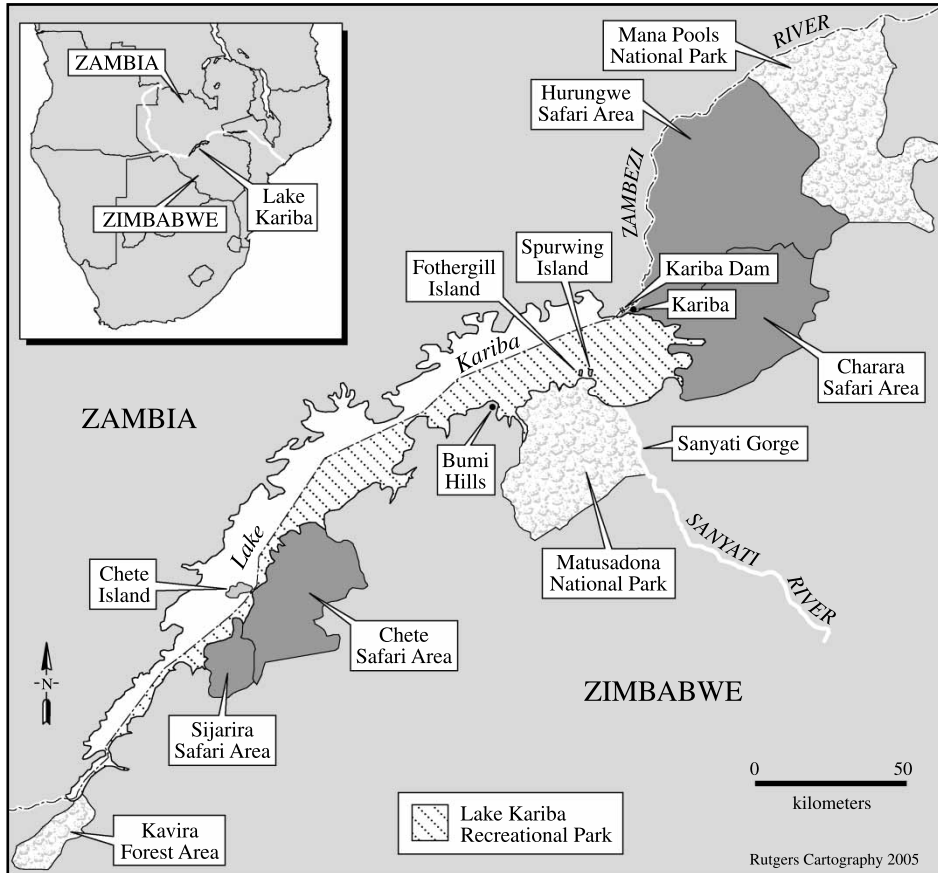 ZAMBIA
ZIMBABWE
Lake
Kariba
Mana Pools
National Park
RIVER
Hurungwe
Safari Area
ZAMBEZI
Spurwing
Island
Fothergill
Island
Kariba Dam
Kariba
Kariba
Charara
Safari Area
ZAMBIA
Bumi
Hills
Sanyati Gorge
SANYATI
RIVER
Matusadona
National Park
Lake
Chete
Island
Chete
Safari Area
N
Sijarira
Safari Area
ZIMBABWE
0 50
kilometers
Kavira
Forest Area
Lake Kariba
Recreational Park
Rutgers Cartography 2005